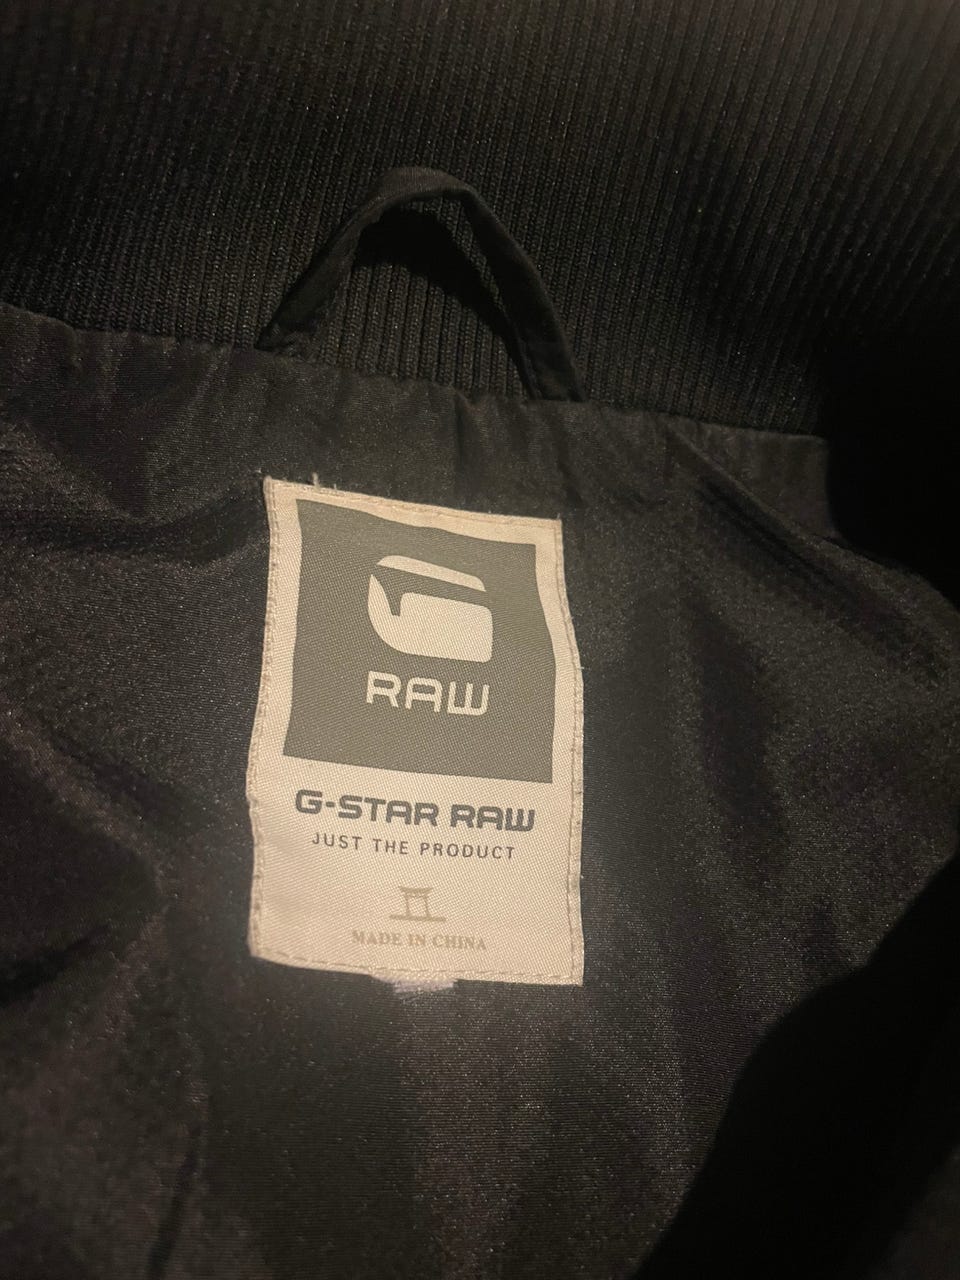 RAW
G-STAR RAW
JUST THE PRODUCT
MADE IN CHINA